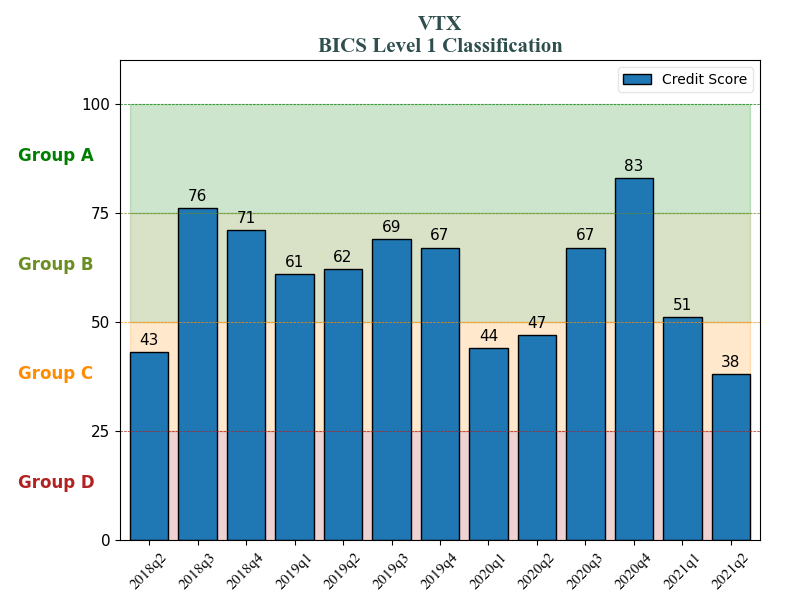 VTX
BICS Level 1 Classification
Credit Score
100
Group A
83
76
75
71
69
67
67
61
62
Group B
50
51
43
44
47
38
Group C
25
Group D
0
2018q2
2018q3
2018q4
2019q1
2019q2
2019q3
2019q4
2020q1
2020q2
2020q3
2020q4
2021q1
2021q2